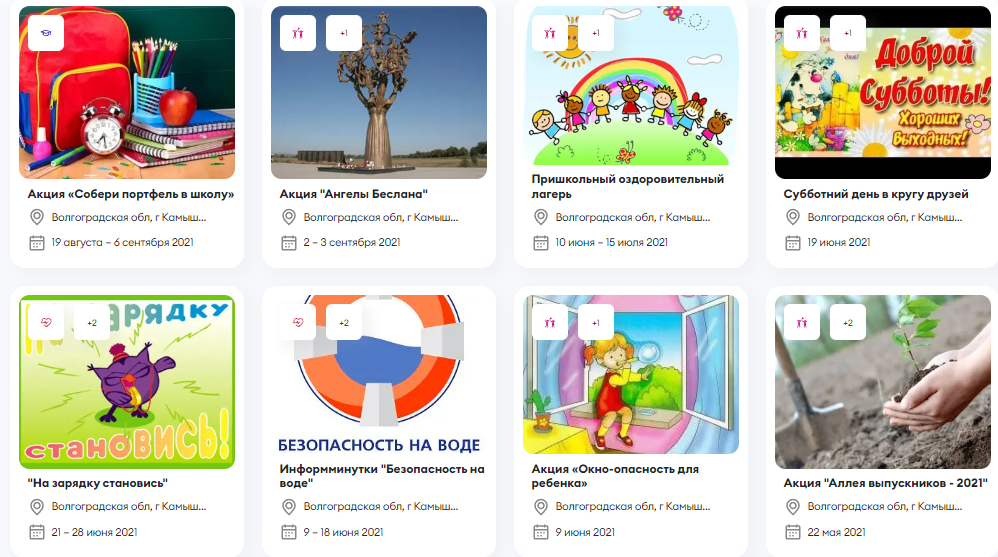 +1
+1
+1
дня!
Доброй
Субботы!
Хороших
Выходных!
Акция «Собери портфель в школу»
Волгоградская обл, г Камыш...
19 августа – 6 сентября 2021
Акция "Ангелы Беслана"
Волгоградская обл, г Камыш...
2 – 3 сентября 2021
Пришкольный оздоровительный
лагерь
Волгоградская обл, г Камыш...
10 июня – 15 июля 2021
Субботний день в кругу друзей
Волгоградская обл, г Камыш...
19 июня 2021
+2
ЗАРЯДКУ
становись!
+2
БЕЗОПАСНОСТЬ НА ВОДЕ
+1
+2
"На зарядку становись"
Волгоградская обл, г Камыш...
21 – 28 июня 2021
Информминутки "Безопасность на
воде"
Волгоградская обл, г Камыш...
9 – 18 июня 2021
Акция «Окно-опасность для
ребенка»
Волгоградская обл, г Камыш...
9 июня 2021
Акция "Аллея выпускников - 2021"
Волгоградская обл, г Камыш...
22 мая 2021